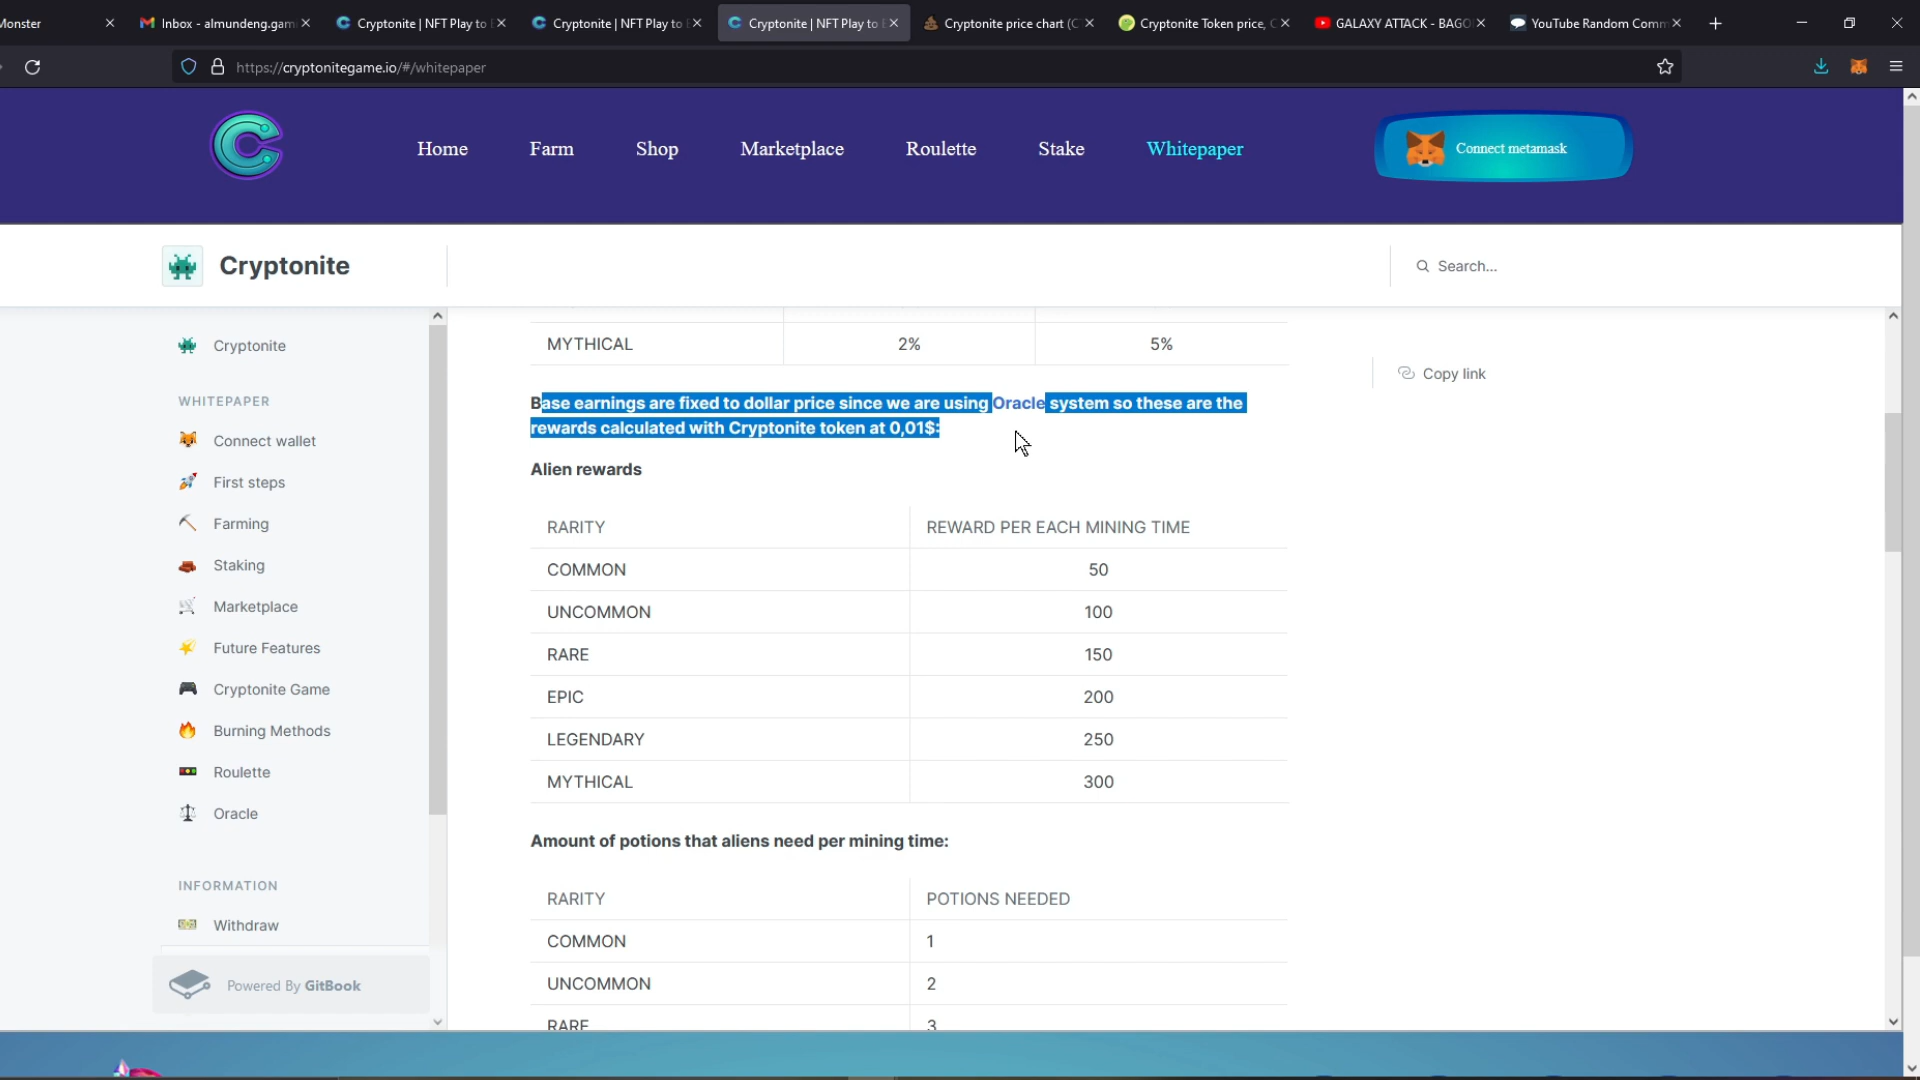 Monster
Inbox - almundeng.gam
Cryptonite | NFT Play to E
Cryptonite | NFT Play to E
Cryptonite | NFT Play to E
Cryptonite price chart (C
Cryptonite Token price, C
GALAXY ATTACK - BAGO
YouTube Random Comm
https://cryptonitegame.io/#/whitepaper
Home
Farm
Shop
Marketplace
Roulette
Stake
Whitepaper
Connect metamask
Cryptonite
Search...
Cryptonite
WHITEPAPER
Connect wallet
First steps
Farming
Staking
Marketplace
Future Features
Cryptonite Game
Burning Methods
Roulette
Oracle
INFORMATION
Withdraw
Powered By GitBook
MYTHICAL 2% 5%
Base earnings are fixed to dollar price since we are using Oracle system so these are the
rewards calculated with Cryptonite token at 0,01$:
Alien rewards
RARITY REWARD PER EACH MINING TIME
COMMON 50
UNCOMMON 100
RARE 150
EPIC 200
LEGENDARY 250
MYTHICAL 300
Amount of potions that aliens need per mining time:
RARITY POTIONS NEEDED
COMMON 1
UNCOMMON 2
RARE 3
Copy link